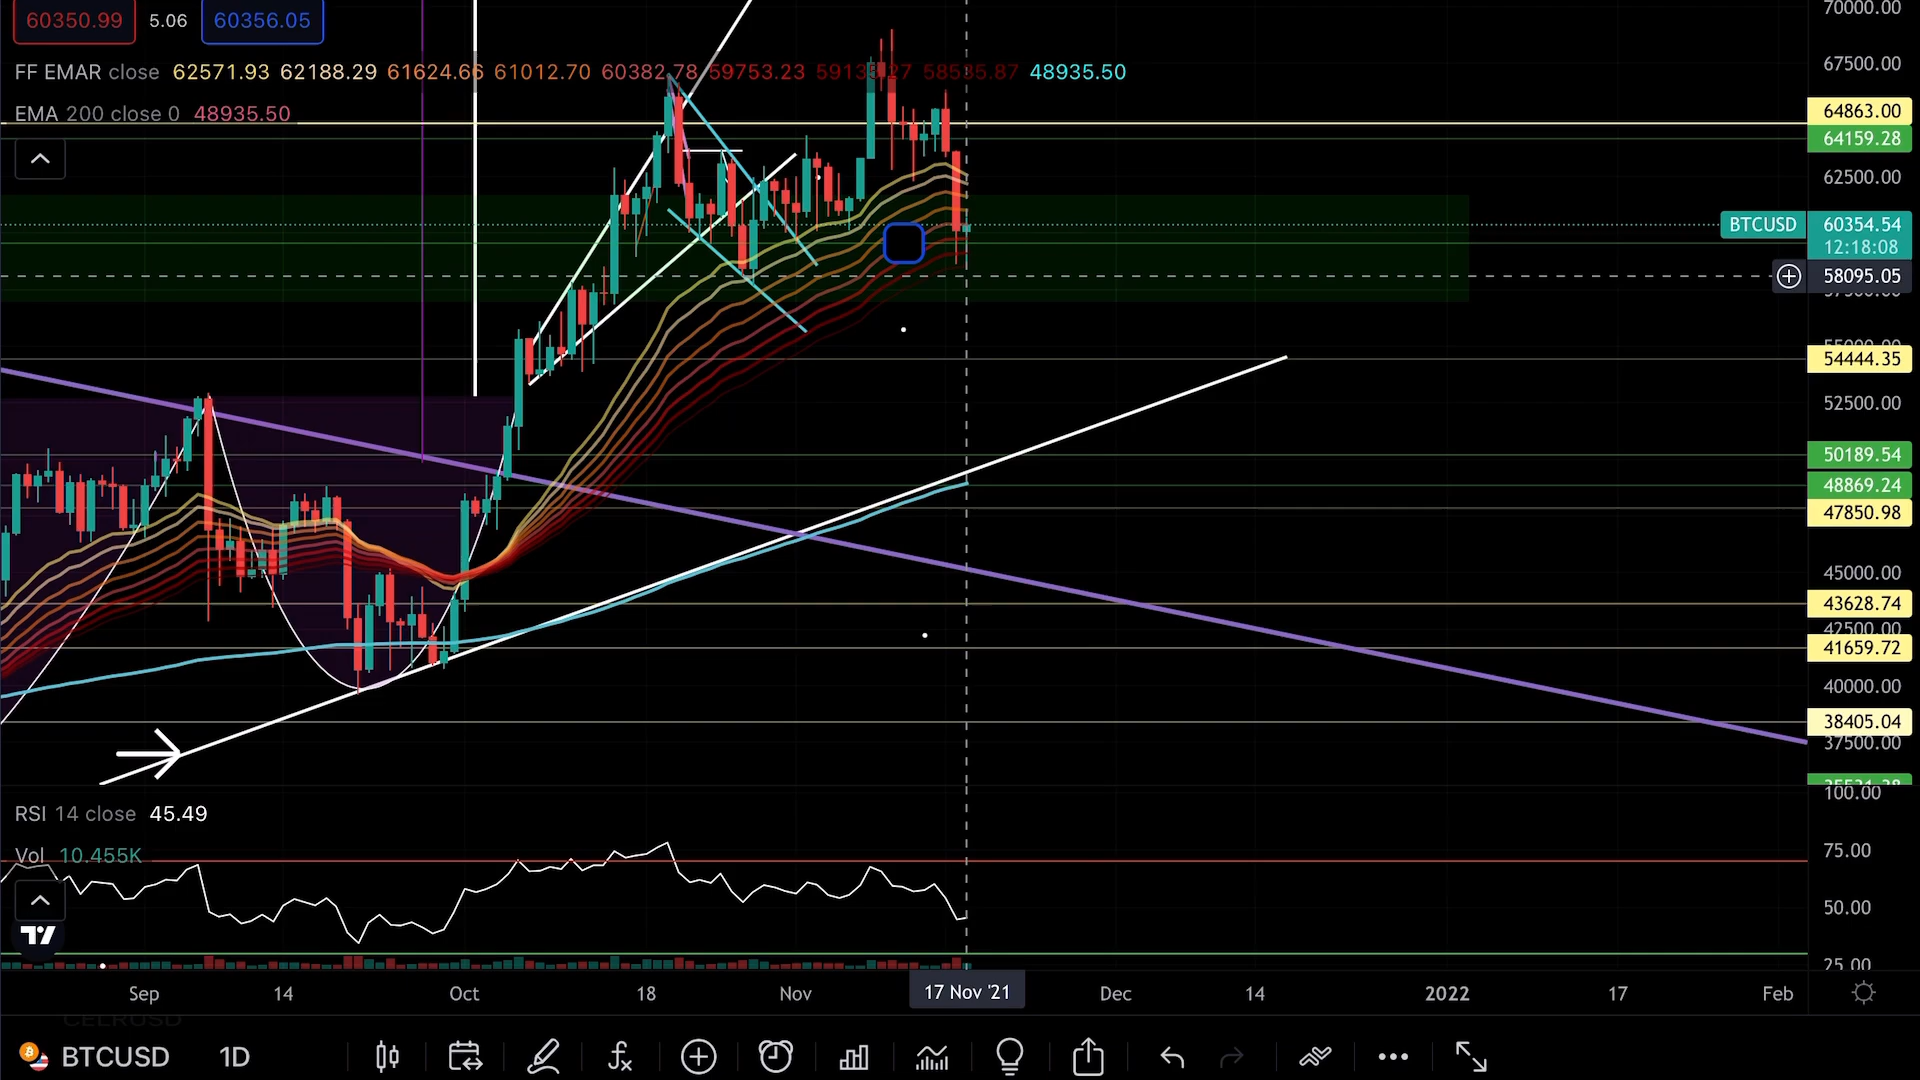 60350.99 5.06 60356.05
FF EMAR close 62571.93 62188.29 61624.66 61012.70 60382.78 59753.23 48935.50
EMA 200 close 0 48935.50
70000.00
67500.00
64863.00
64159.28
62500.00
BTCUSD 60354.54
12:18:08
58095.05
54444.35
52500.00
50189.54
48869.24
47850.98
45000.00
43628.74
42500.00
41659.72
40000.00
38405.04
37500.00
RSI 14 close 45.49
Vol 10.455K
100.00
75.00
50.00
25.00
Sep 14 Oct 18 Nov 17 Nov '21 Dec 14 2022 17 Feb
CELRUSD
BTCUSD 1D